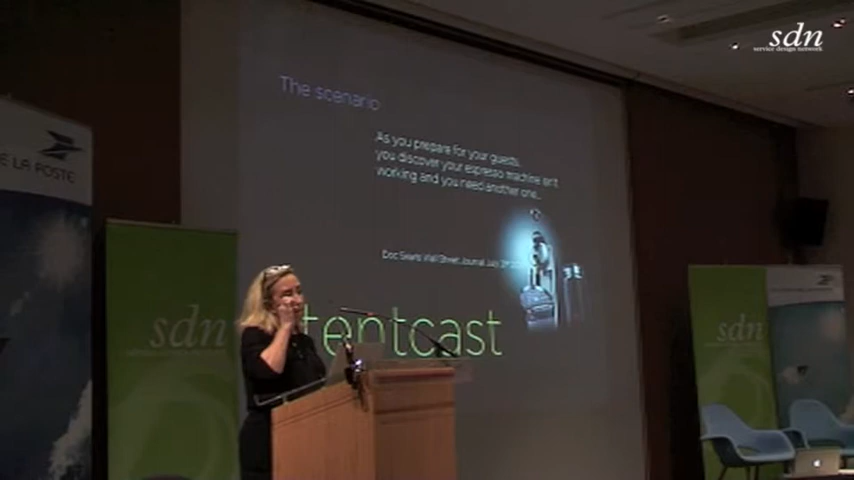 sdn
service design network
The scenario
As you prepare for your guests,
you discover your espresso machine isn't
working and you need another one...
Doc Searls Wall Street Journal July
tentcast
LA POSTE
sdn
sdn